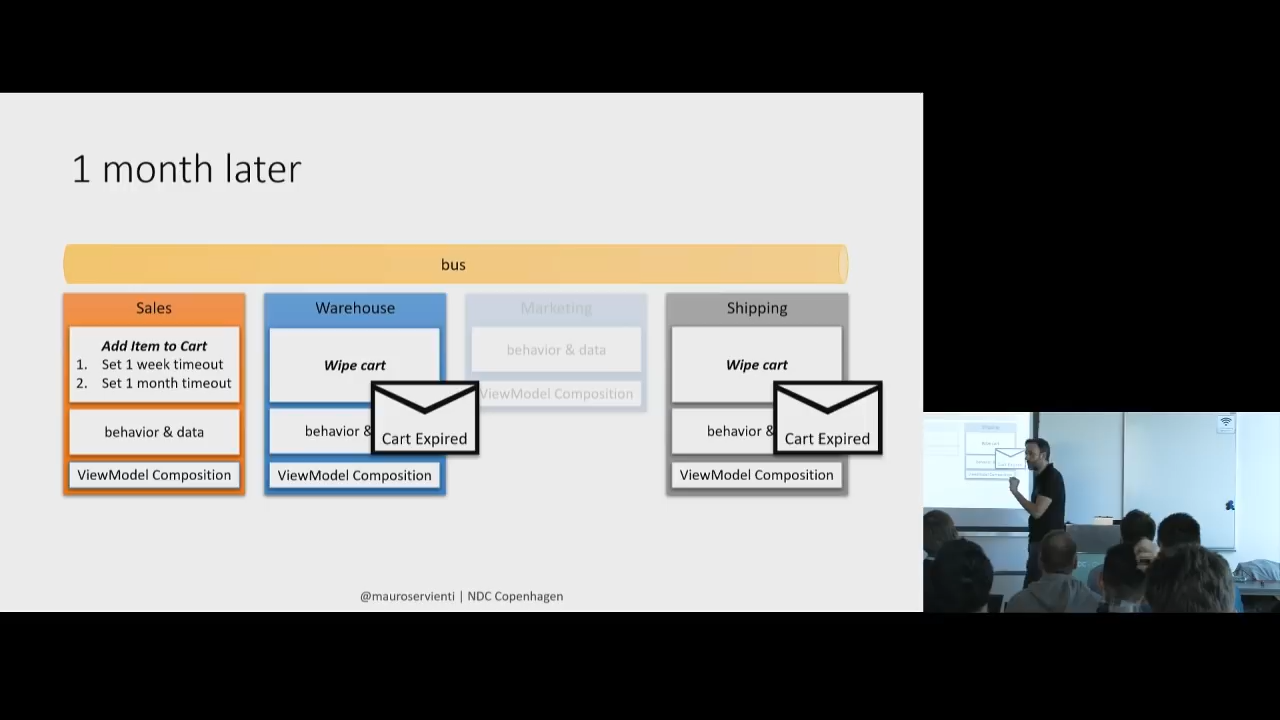 1 month later
bus
Sales
Add Item to Cart
1. Set 1 week timeout
2. Set 1 month timeout
behavior & data
ViewModel Composition
Warehouse
Wipe cart
behavior &
Cart Expired
ViewModel Composition
Marketing
behavior & data
ViewModel Composition
Shipping
Wipe cart
behavior &
Cart Expired
ViewModel Composition
@mauroservienti | NDC Copenhagen